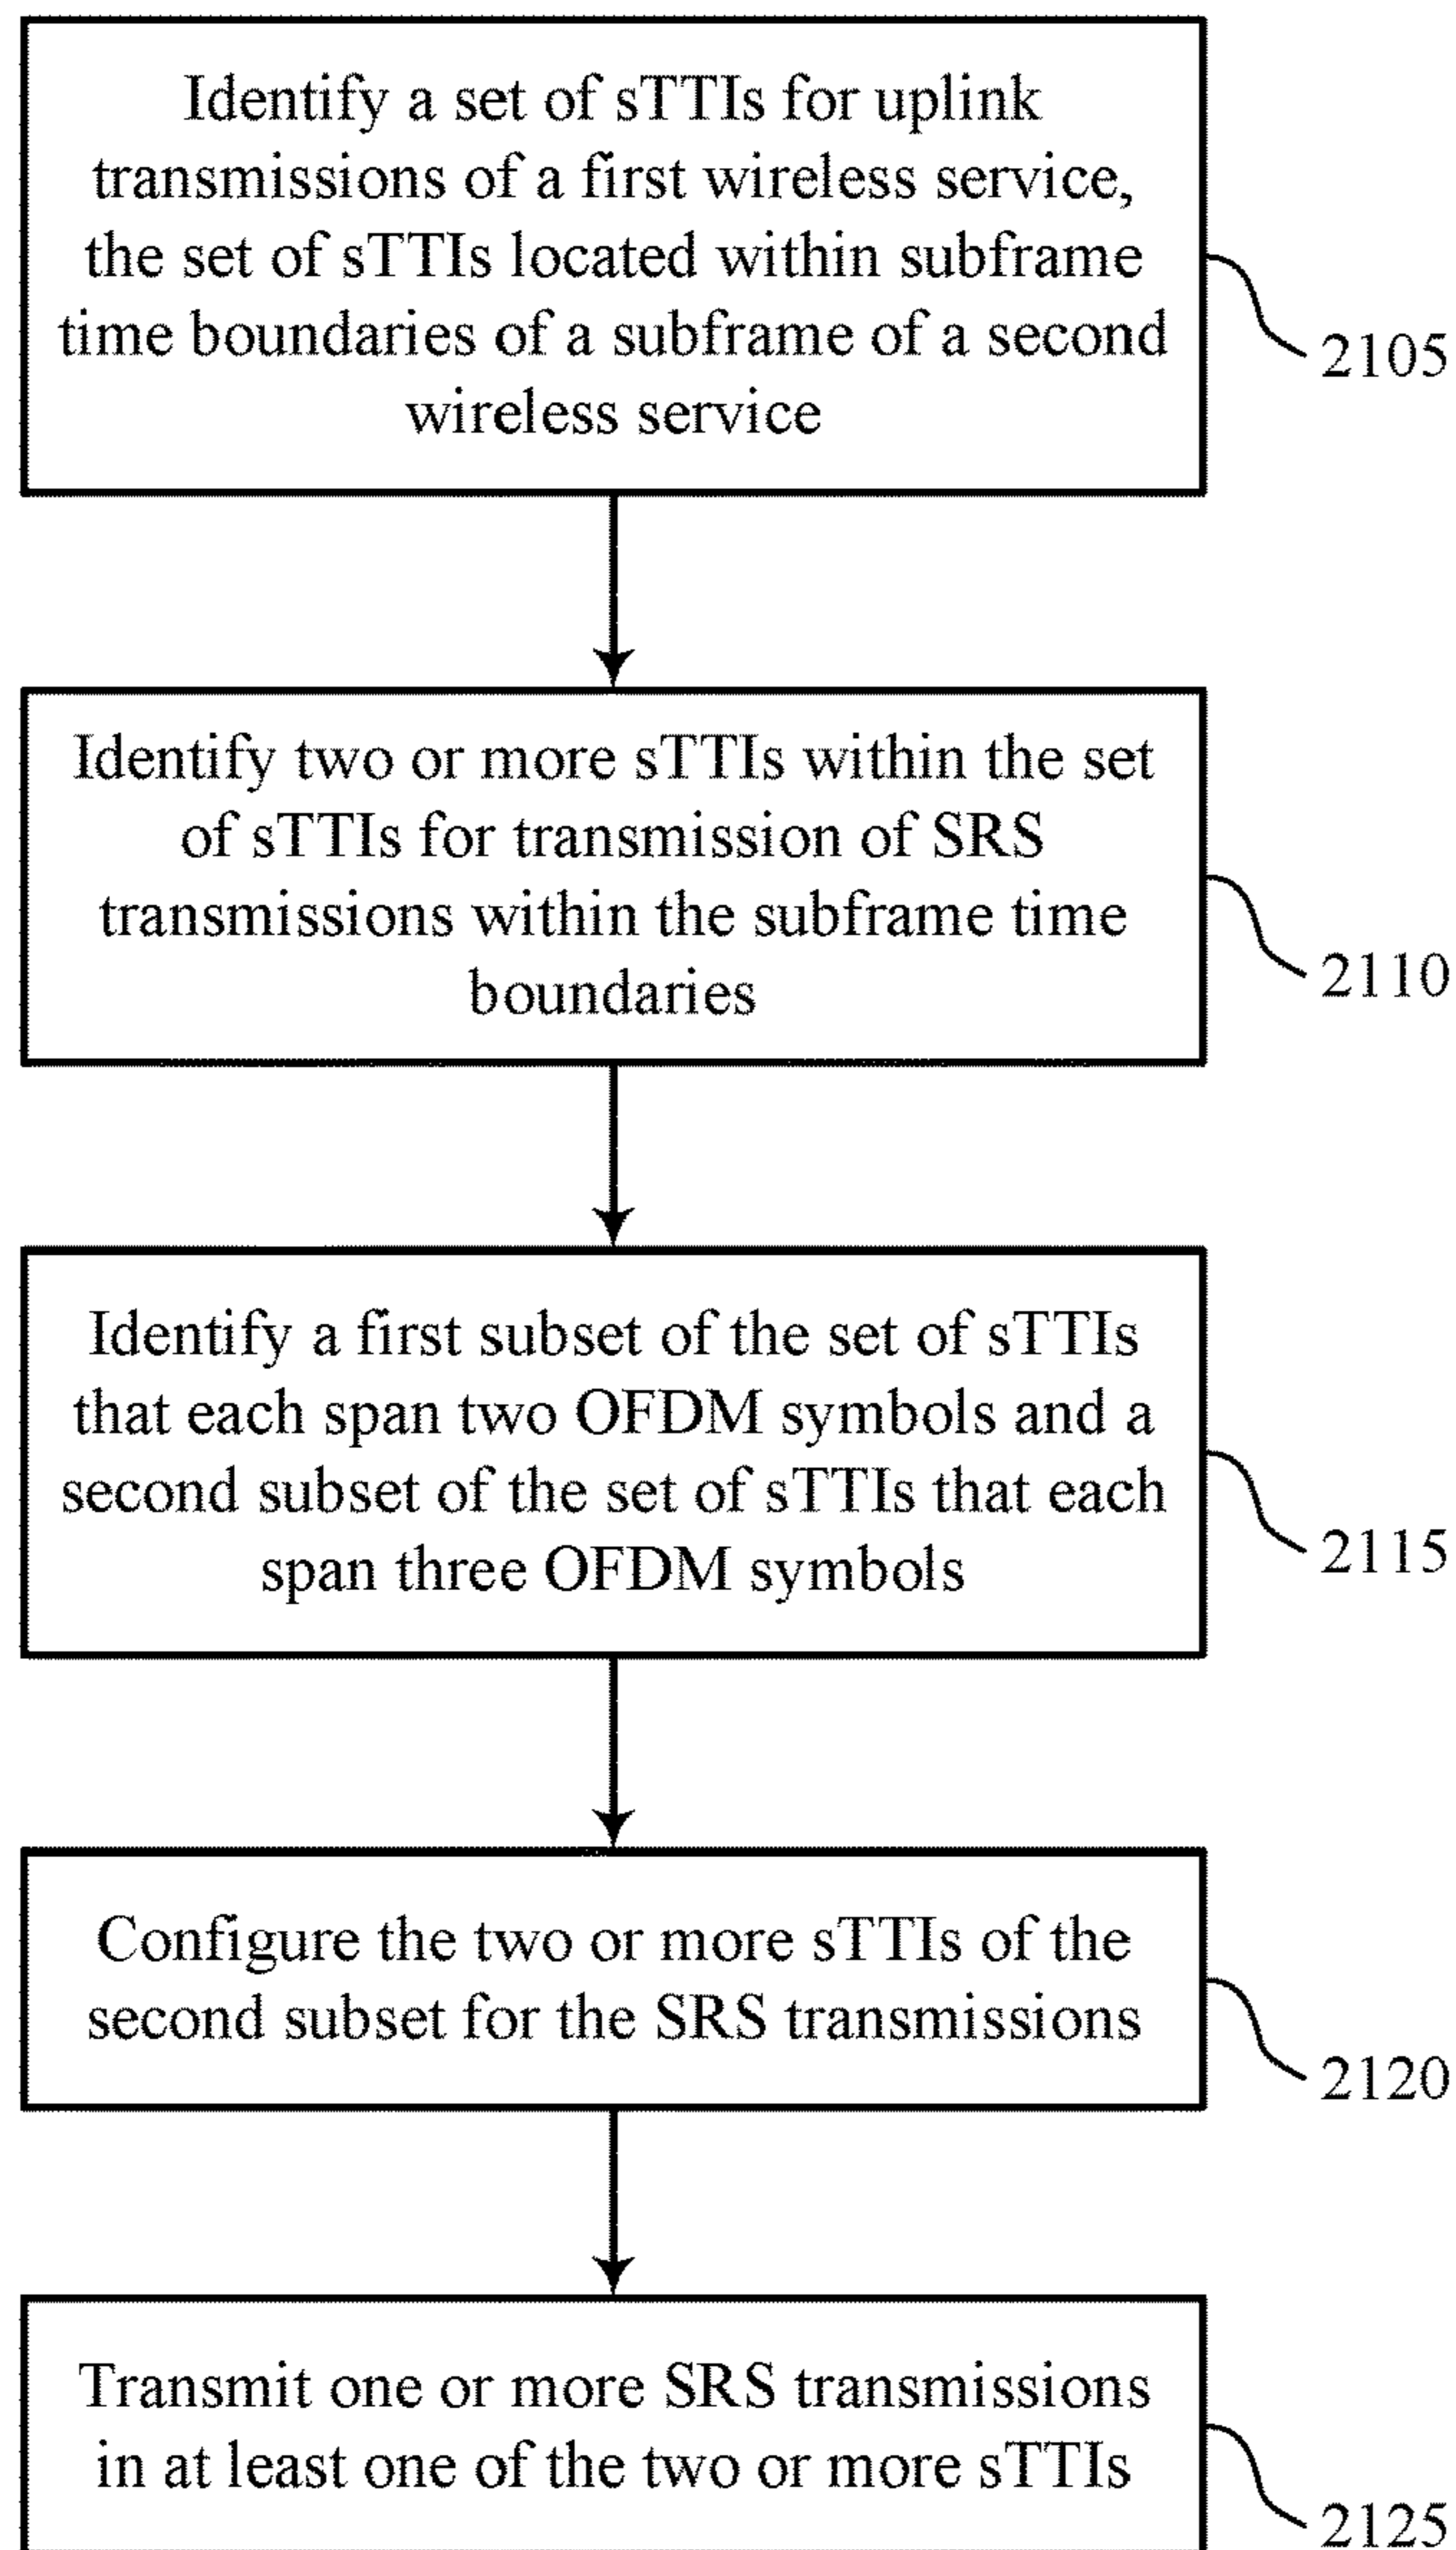 Identify a set of sTTIs for uplink
transmissions of a first wireless service,
the set of sTTIs located within subframe
time boundaries of a subframe of a second
wireless service
2105
Identify two or more sTTIs within the set
of sTTIs for transmission of SRS
transmissions within the subframe time
boundaries
2110
Identify a first subset of the set of sTTIs
that each span two OFDM symbols and a
second subset of the set of sTTIs that each
span three OFDM symbols
2115
Configure the two or more sTTIs of the
second subset for the SRS transmissions
2120
Transmit one or more SRS transmissions
in at least one of the two or more sTTIs
2125